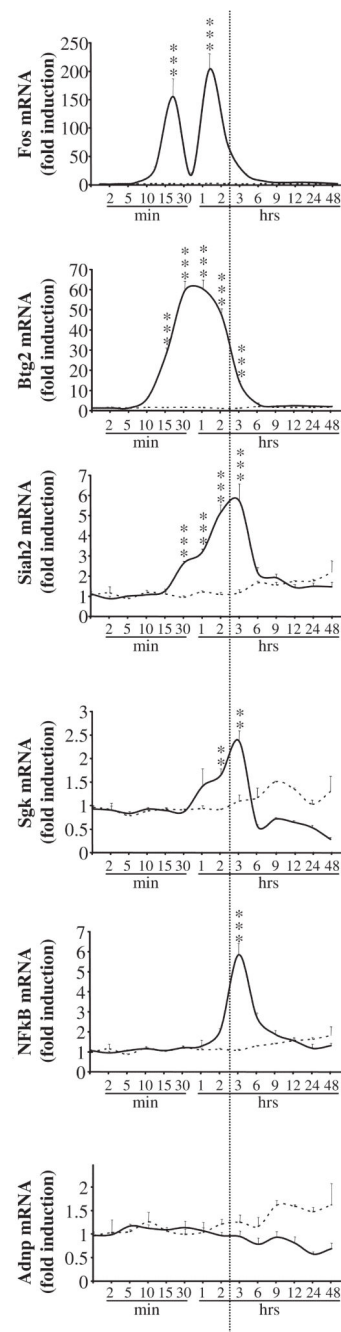 Fos mRNA
(fold induction)
250
200
150
100
50
0
***
***
2 5 10 15 30 1 2 3 6 9 12 24 48
min hrs
Btg2 mRNA
(fold induction)
70
60
50
40
30
20
10
0
***
***
***
***
***
2 5 10 15 30 1 2 3 6 9 12 24 48
min hrs
Siah2 mRNA
(fold induction)
7
6
5
4
3
2
1
0
***
***
***
***
2 5 10 15 30 1 2 3 6 9 12 24 48
min hrs
Sgk mRNA
(fold induction)
3
2.5
2
1.5
1
0.5
0
**
**
2 5 10 15 30 1 2 3 6 9 12 24 48
min hrs
NFkB mRNA
(fold induction)
7
6
5
4
3
2
1
0
***
2 5 10 15 30 1 2 3 6 9 12 24 48
min hrs
Adnp mRNA
(fold induction)
2
1.5
1
0.5
0
2 5 10 15 30 1 2 3 6 9 12 24 48
min hrs